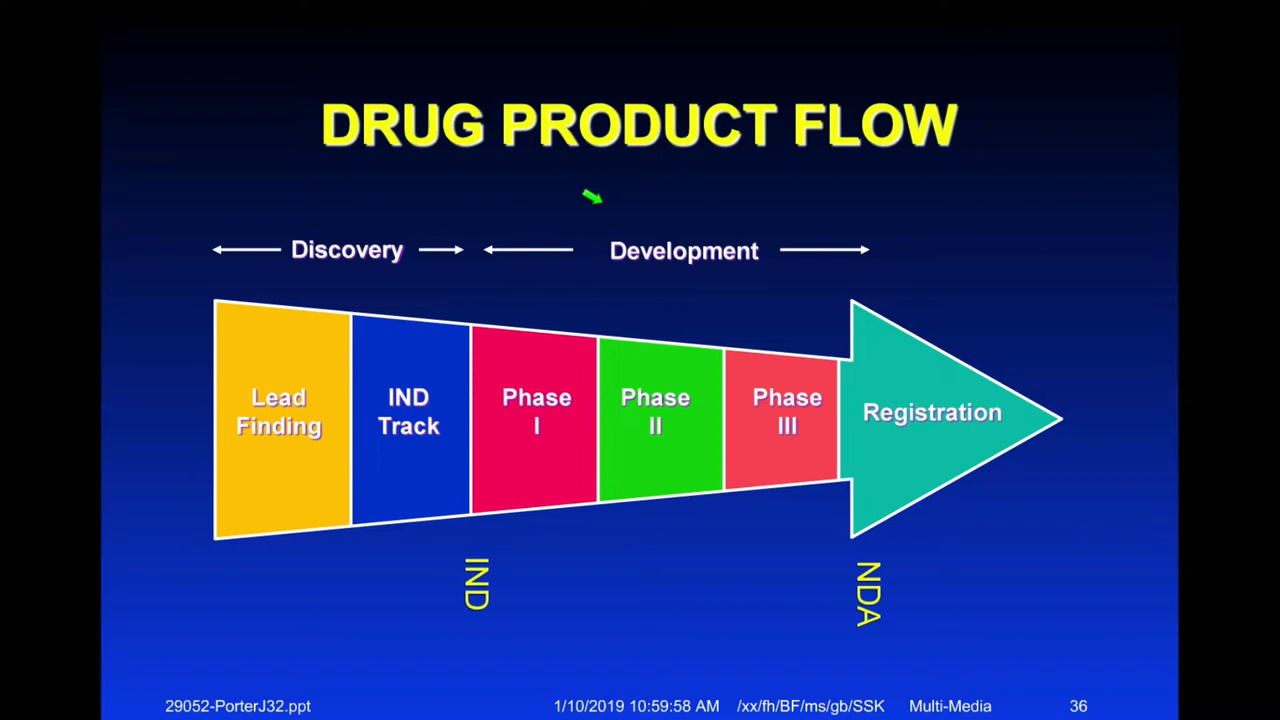 DRUG PRODUCT FLOW
Discovery
Development
Lead
Finding
IND
Track
Phase
I
Phase
II
Phase
III
Registration
IND
NDA
29052-PorterJ32.ppt
1/10/2019 10:59:58 AM /xx/fh/BF/ms/gb/SSK Multi-Media
36